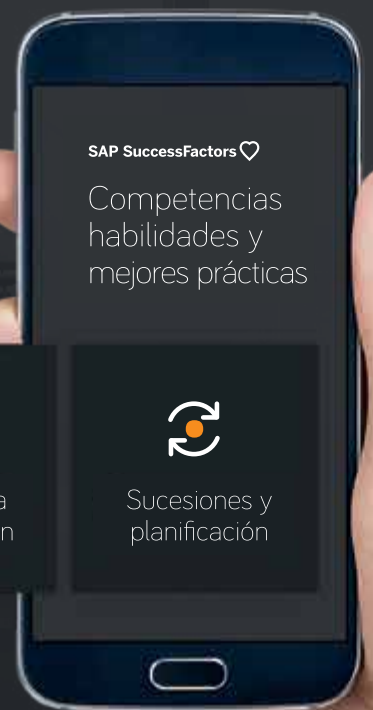 SAP SuccessFactors
Competencias
habilidades y
mejores prácticas
Sucesiones y
planificación